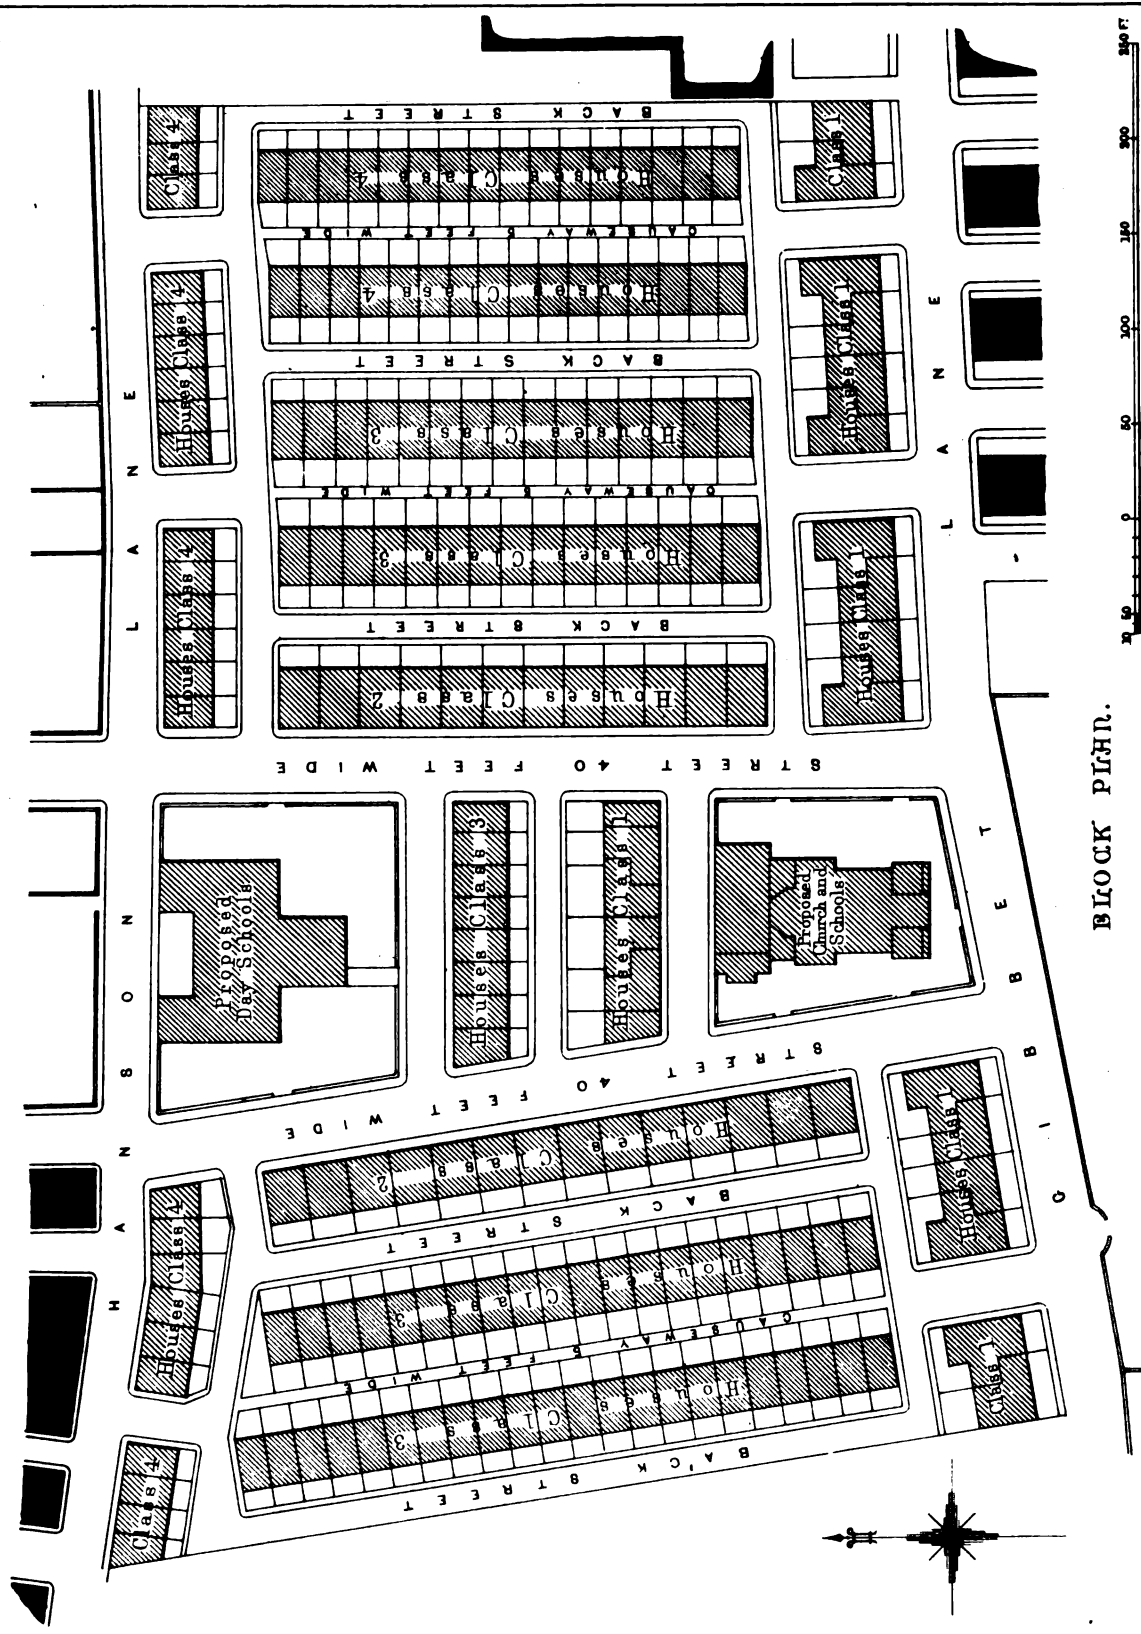 BACK STREET
Class 4
Houses Class 4
CAUSEWAY 5 FEET WIDE
Houses Class 4
Class 1
BACK STREET
Houses Class 4
Houses Class 3
CAUSEWAY 5 FEET WIDE
Houses Class 3
Houses Class 1
BACK STREET
Houses Class 4
Houses Class 2
Houses Class 1
STREET 40 FEET WIDE
Proposed
Day Schools
Houses Class 3
Houses Class 1
Proposed
Church and
Schools
STREET 40 FEET WIDE
Houses Class 2
BACK STREET
Houses Class 4
Houses Class 3
CAUSEWAY 5 FEET WIDE
Houses Class 3
Houses Class 1
BACK STREET
Class 4
Class 1
HANNSON LANE
GIBBET LANE
BLOCK PLAN.
10 50 0 50 100 150 200 250 FT